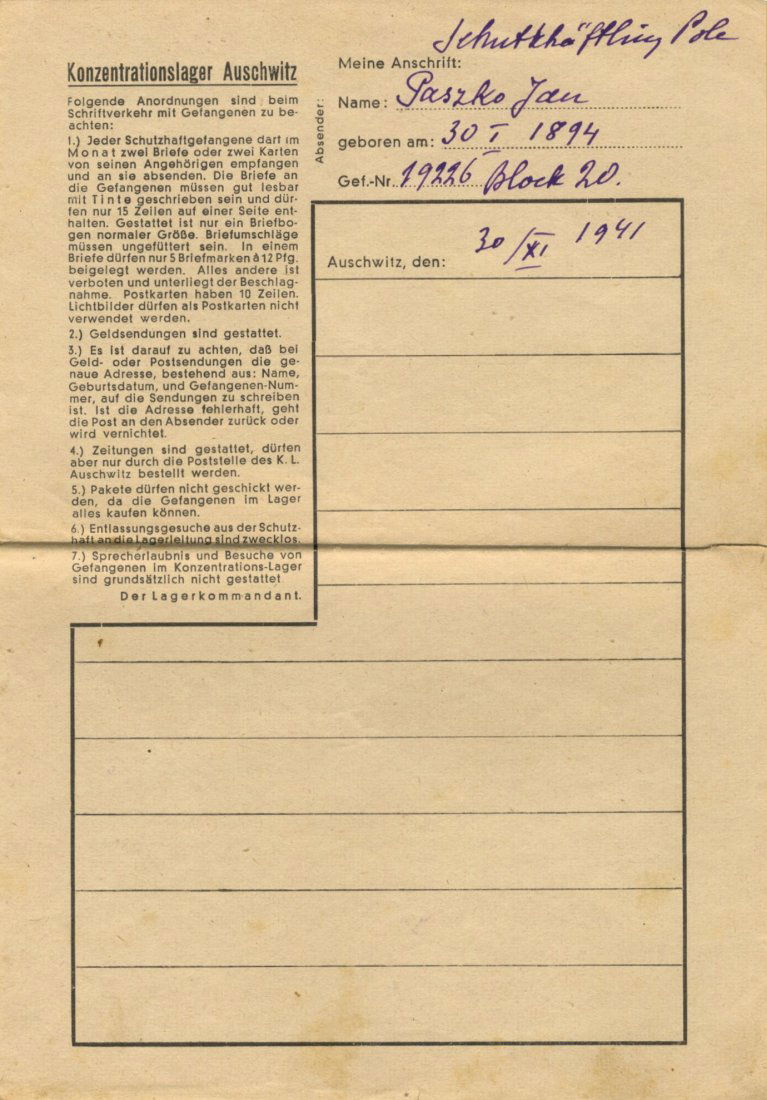 Konzentrationslager Auschwitz
Folgende Anordnungen sind beim
Schriftverkehr mit Gefangenen zu be-
achten:
1.) Jeder Schutzhaftgefangene darf im
Monat zwei Briefe oder zwei Karten
von seinen Angehörigen empfangen
und an sie absenden. Die Briefe an
die Gefangenen müssen gut lesbar
mit Tinte geschrieben sein und dür-
fen nur 15 Zeilen auf einer Seite ent-
halten. Gestattet ist nur ein Briefbo-
gen normaler Größe. Briefumschläge
müssen ungefüttert sein. In einem
Briefe dürfen nur 5 Briefmarken à 12 Pfg.
beigelegt werden. Alles andere ist
verboten und unterliegt der Beschlag-
nahme. Postkarten haben 10 Zeilen.
Lichtbilder dürfen als Postkarten nicht
verwendet werden.
2.) Geldsendungen sind gestattet.
3.) Es ist darauf zu achten, daß bei
Geld- oder Postsendungen die ge-
naue Adresse, bestehend aus: Name,
Geburtsdatum, und Gefangenen-Num-
mer, auf die Sendungen zu schreiben
ist. Ist die Adresse fehlerhaft, geht
die Post an den Absender zurück oder
wird vernichtet.
4.) Zeitungen sind gestattet, dürfen
aber nur durch die Poststelle des K. L.
Auschwitz bestellt werden.
5.) Pakete dürfen nicht geschickt wer-
den, da die Gefangenen im Lager
alles kaufen können.
6.) Entlassungsgesuche aus der Schutz-
haft an die Lagerleitung sind zwecklos.
7.) Sprecherlaubnis und Besuche von
Gefangenen im Konzentrations-Lager
sind grundsätzlich nicht gestattet
Der Lagerkommandant.
Absender:
Schutzhäftling Pole
Meine Anschrift:
Name: Paszko Jan
geboren am: 30 I 1894
Gef.-Nr. 19226 Block 20.
Auschwitz, den: 30/XI 1941